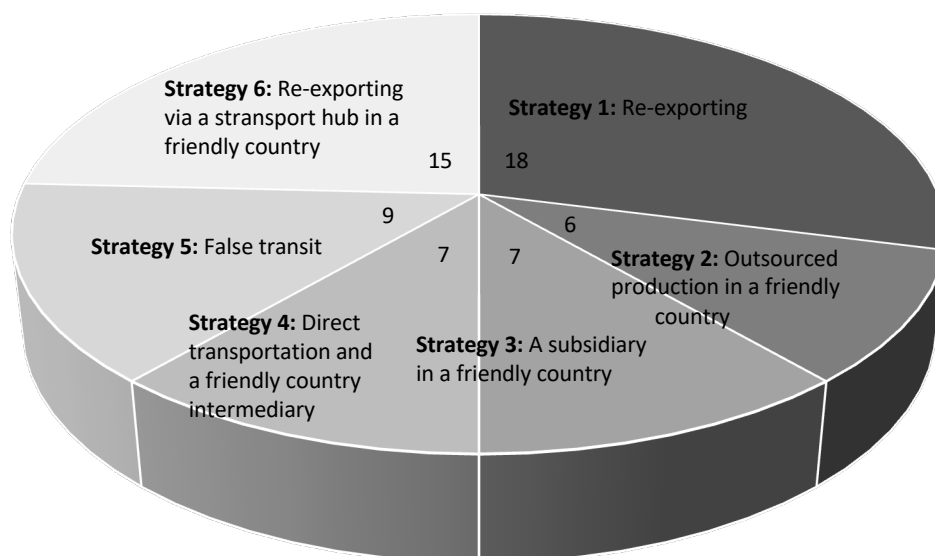 Strategy 6: Re-exporting
via a stransport hub in a
friendly country
15
Strategy 1: Re-exporting
18
6
Strategy 2: Outsourced
production in a friendly
country
7
Strategy 3: A subsidiary
in a friendly country
7
Strategy 4: Direct
transportation and
a friendly country
intermediary
9
Strategy 5: False transit